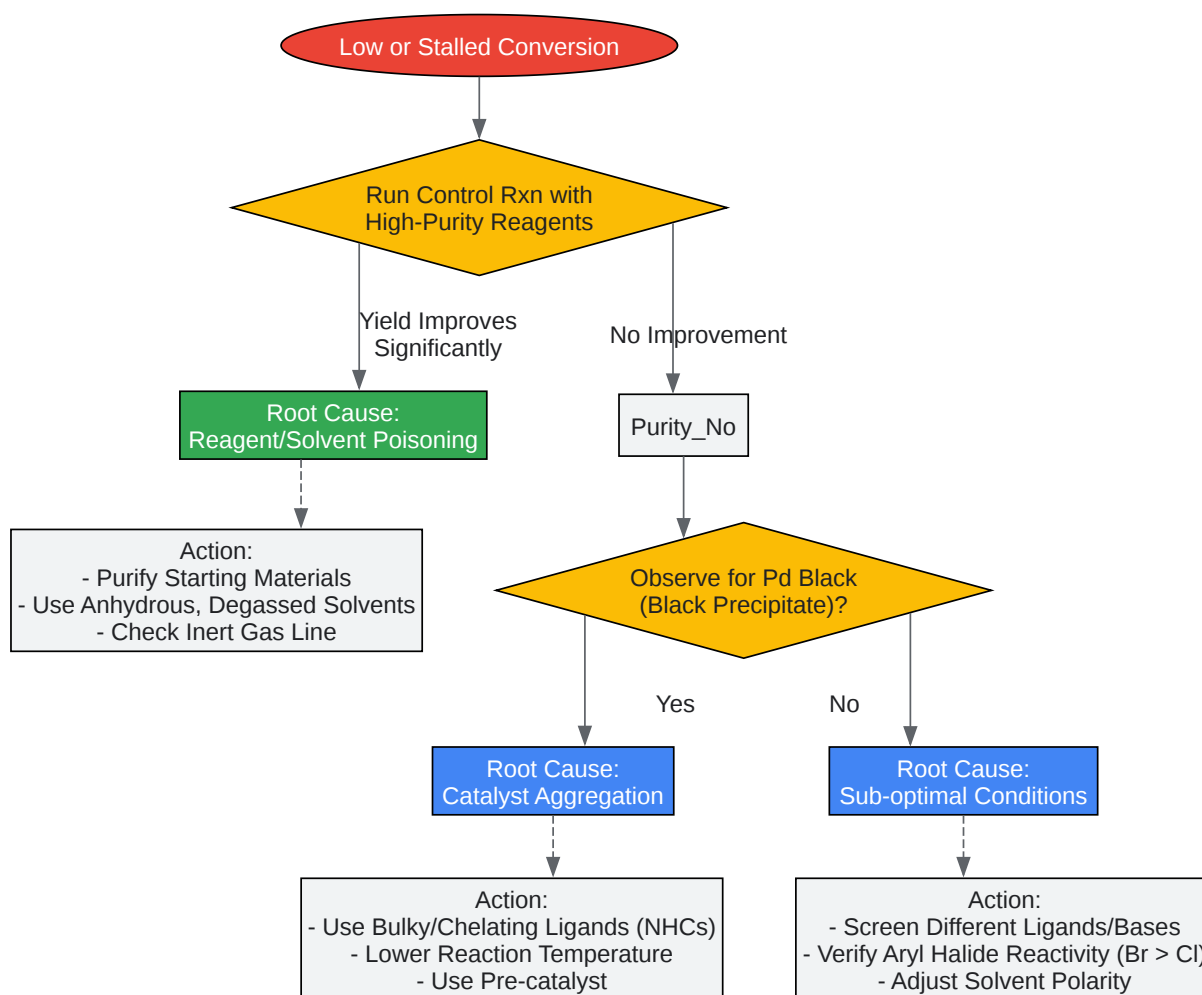 Low or Stalled Conversion
Run Control Rxn with
High-Purity Reagents
Yield Improves
Significantly
No Improvement
Root Cause:
Reagent/Solvent Poisoning
Purity_No
Action:
- Purify Starting Materials
- Use Anhydrous, Degassed Solvents
- Check Inert Gas Line
Observe for Pd Black
(Black Precipitate)?
Yes
No
Root Cause:
Catalyst Aggregation
Root Cause:
Sub-optimal Conditions
Action:
- Use Bulky/Chelating Ligands (NHCs)
- Lower Reaction Temperature
- Use Pre-catalyst
Action:
- Screen Different Ligands/Bases
- Verify Aryl Halide Reactivity (Br > Cl)
- Adjust Solvent Polarity